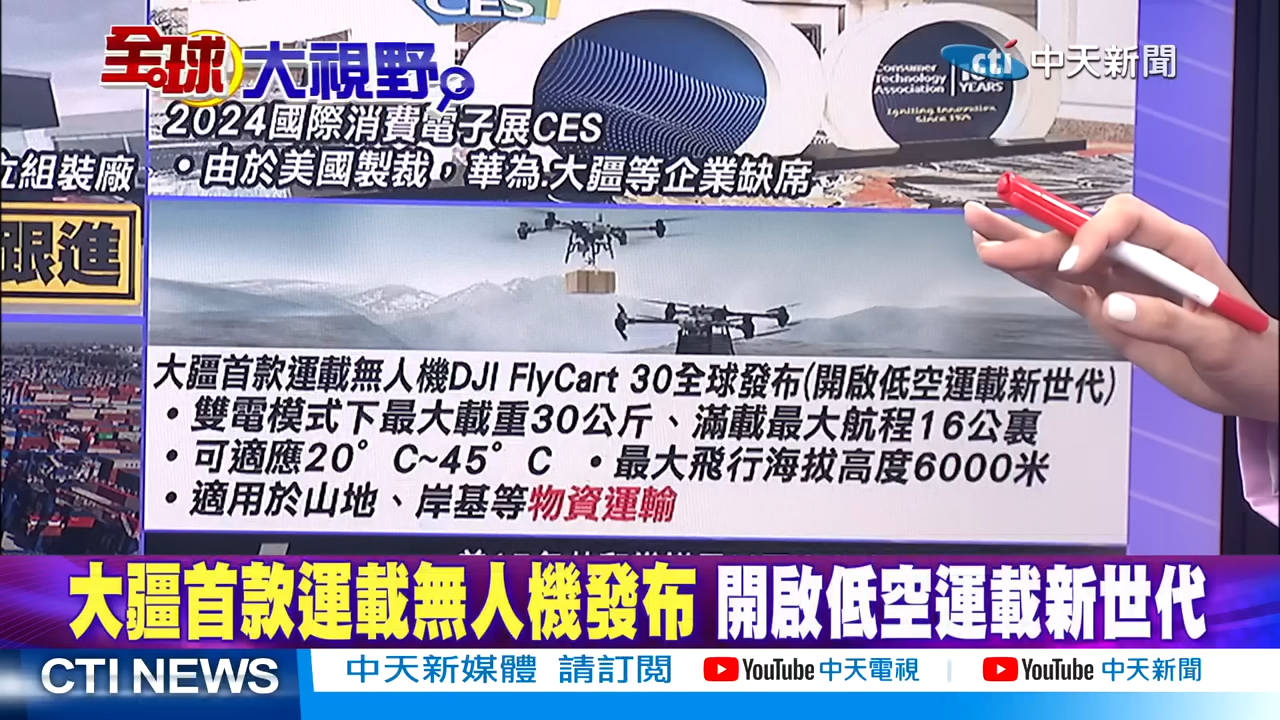 CES
全球大視野
cti 中天新聞
Consumer
Technology
Association
YEARS
Igniting Innovation
Since 1924
2024國際消費電子展CES
・由於美國製裁，華為.大疆等企業缺席
立組裝廠
跟進
大疆首款運載無人機DJI FlyCart 30全球發布(開啟低空運載新世代)
・雙電模式下最大載重30公斤、滿載最大航程16公裏
・可適應20°C~45°C ・最大飛行海拔高度6000米
・適用於山地、岸基等物資運輸
大疆首款運載無人機發布 開啟低空運載新世代
CTI NEWS 中天新媒體 請訂閱 YouTube 中天電視 | YouTube 中天新聞